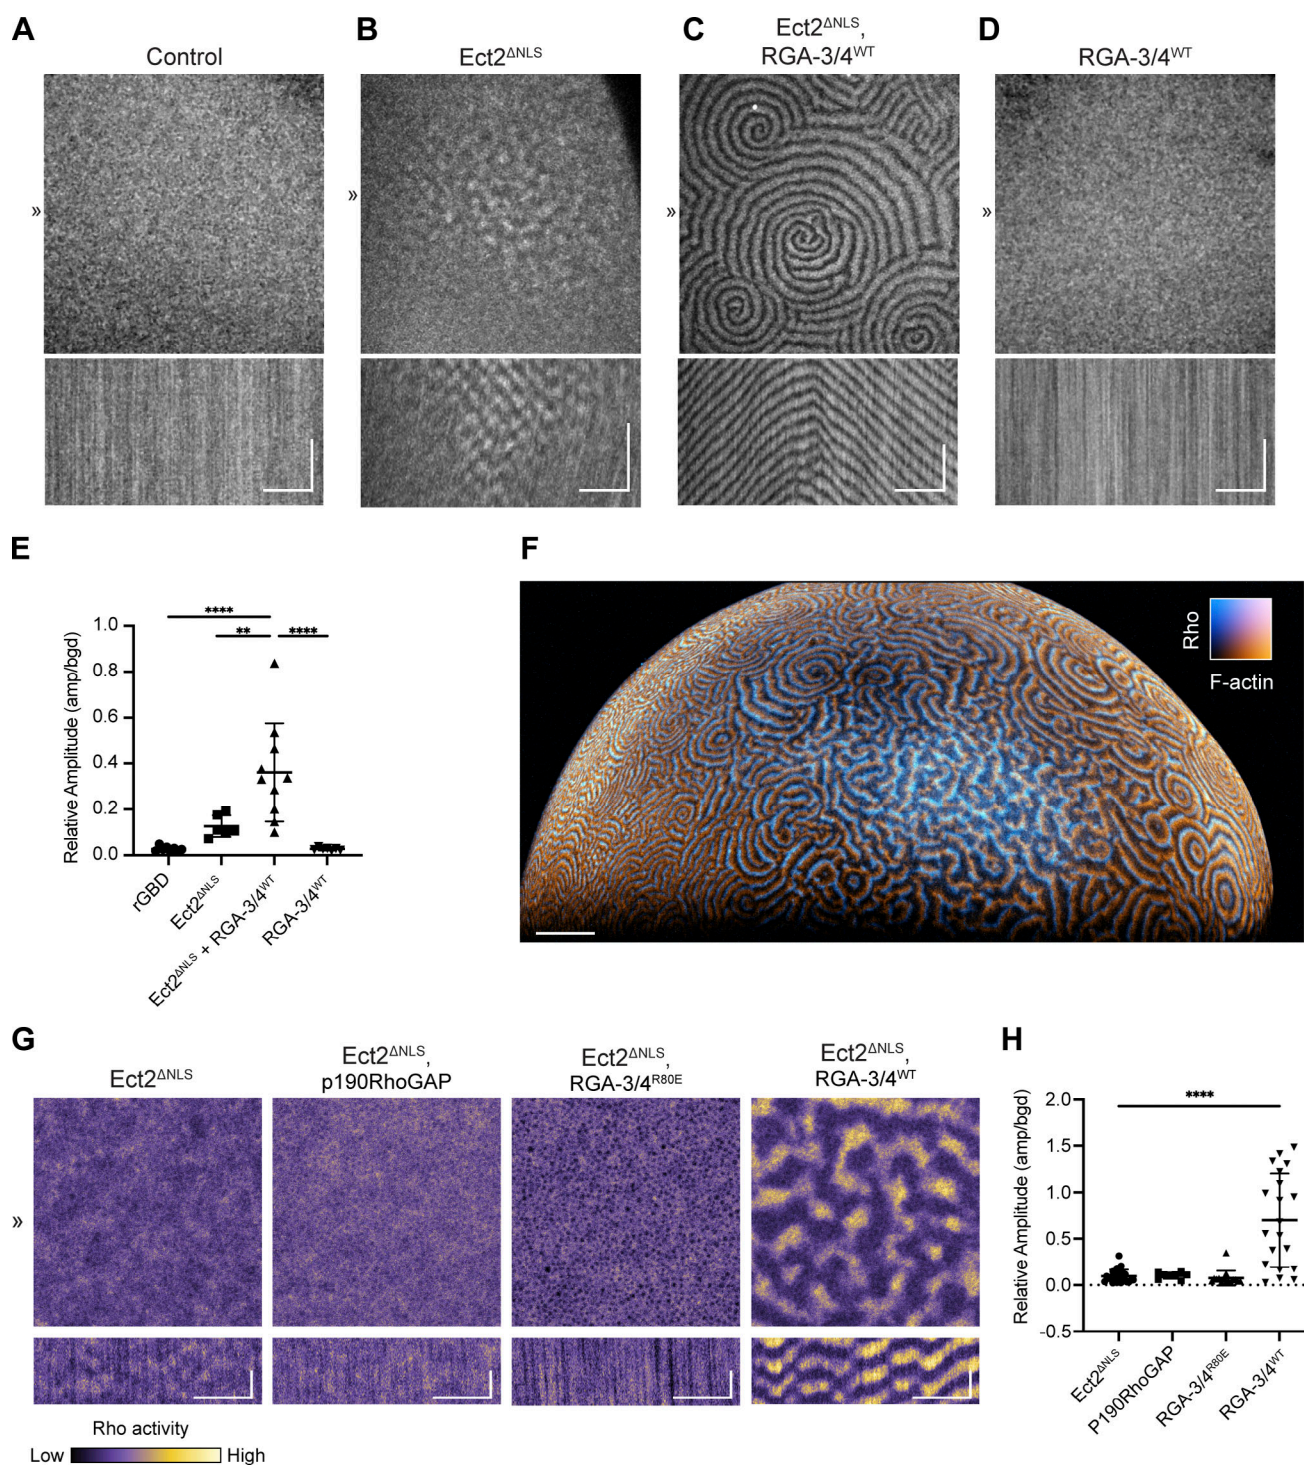 A
Control
»
B
Ect2ΔNLS
»
C
Ect2ΔNLS,
RGA-3/4WT
»
D
RGA-3/4WT
»
E
Relative Amplitude (amp/bgd)
1.0
0.8
0.6
0.4
0.2
0.0
****
** ****
rGBD
Ect2ΔNLS
Ect2ΔNLS + RGA-3/4WT
RGA-3/4WT
F
Rho
F-actin
G
Ect2ΔNLS
Ect2ΔNLS,
p190RhoGAP
Ect2ΔNLS,
RGA-3/4R80E
Ect2ΔNLS,
RGA-3/4WT
»
Rho activity
Low High
H
Relative Amplitude (amp/bgd)
2.0
1.5
1.0
0.5
0.0
-0.5
****
Ect2ΔNLS
P190RhoGAP
RGA-3/4R80E
RGA-3/4WT